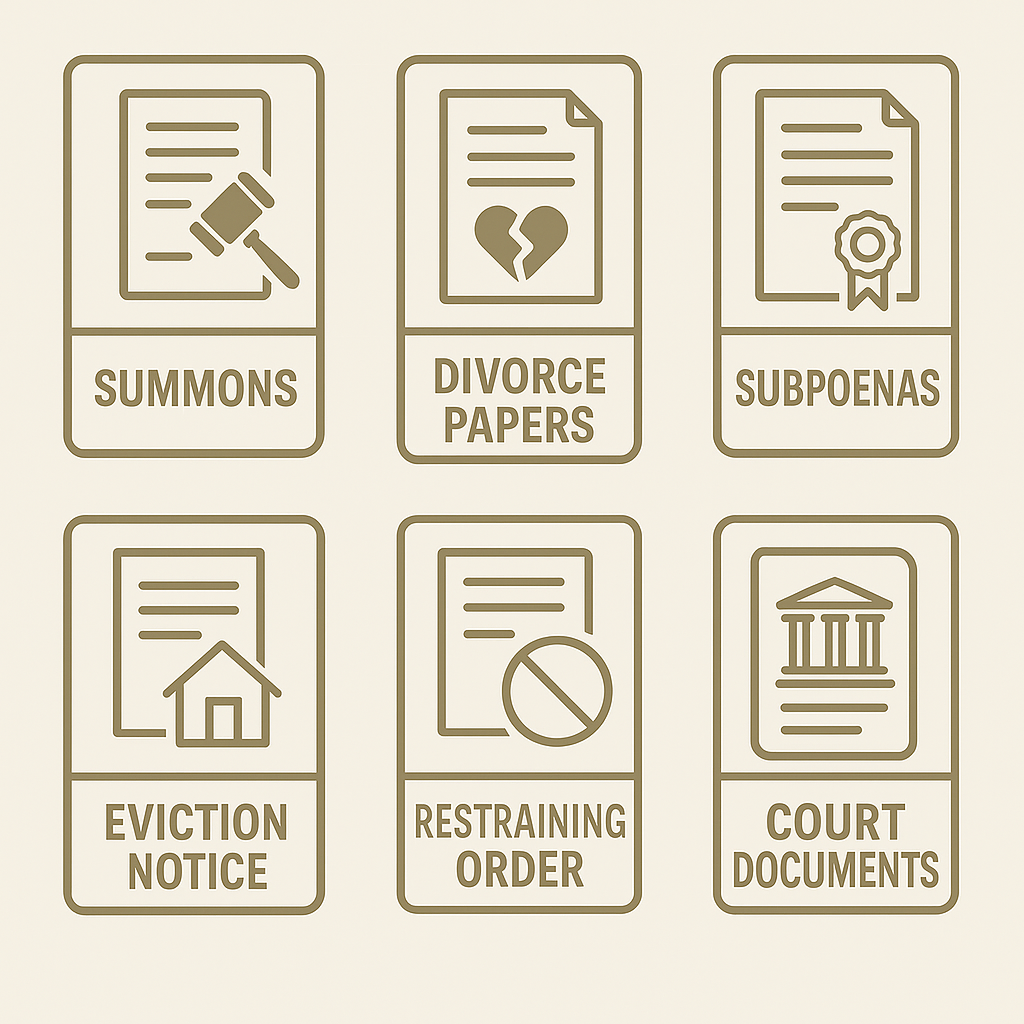 SUMMONS
DIVORCE
PAPERS
SUBPOENAS
EVICTION
NOTICE
RESTRAINING
ORDER
COURT
DOCUMENTS